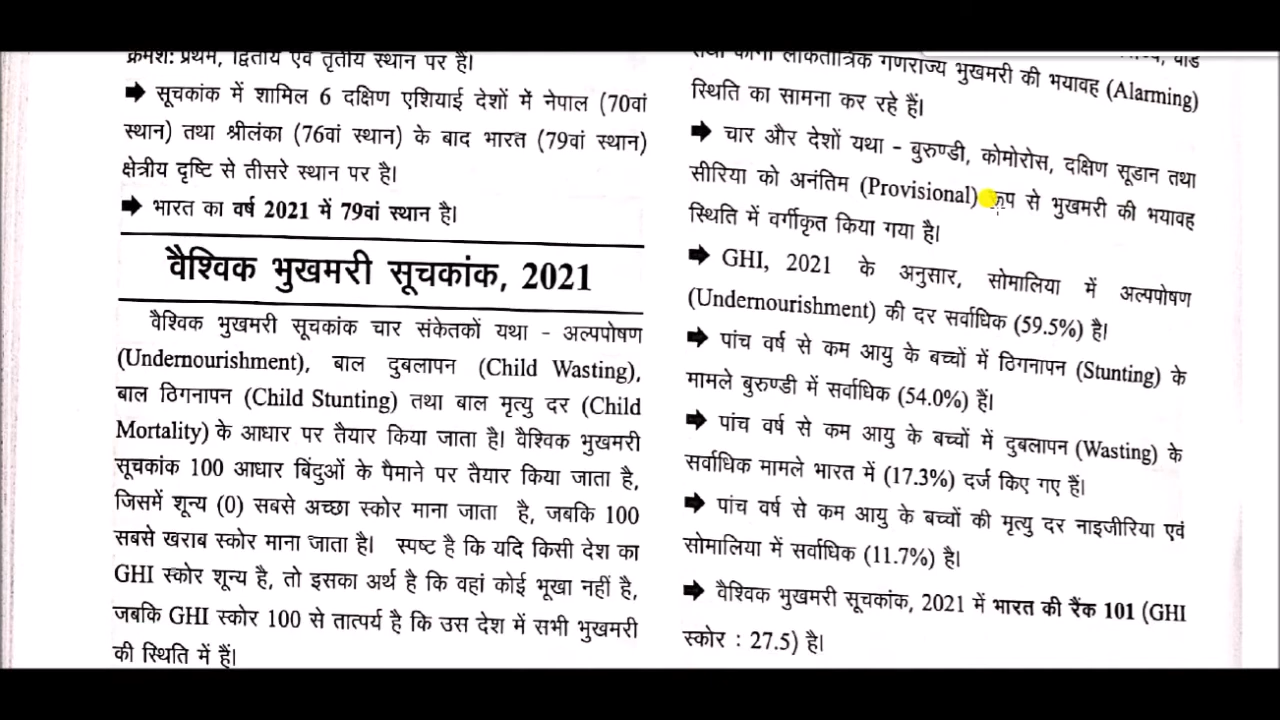 क्रमश: प्रथम, द्वितीय एवं तृतीय स्थान पर हैं।
➡ सूचकांक में शामिल 6 दक्षिण एशियाई देशों में नेपाल (70वां
स्थान) तथा श्रीलंका (76वां स्थान) के बाद भारत (79वां स्थान)
क्षेत्रीय दृष्टि से तीसरे स्थान पर है।
➡ भारत का वर्ष 2021 में 79वां स्थान है।
वैश्विक भुखमरी सूचकांक, 2021
वैश्विक भुखमरी सूचकांक चार संकेतकों यथा - अल्पपोषण
(Undernourishment), बाल दुबलापन (Child Wasting),
बाल ठिगनापन (Child Stunting) तथा बाल मृत्यु दर (Child
Mortality) के आधार पर तैयार किया जाता है। वैश्विक भुखमरी
सूचकांक 100 आधार बिंदुओं के पैमाने पर तैयार किया जाता है,
जिसमें शून्य (0) सबसे अच्छा स्कोर माना जाता है, जबकि 100
सबसे खराब स्कोर माना जाता है। स्पष्ट है कि यदि किसी देश का
GHI स्कोर शून्य है, तो इसका अर्थ है कि वहां कोई भूखा नहीं है,
जबकि GHI स्कोर 100 से तात्पर्य है कि उस देश में सभी भुखमरी
की स्थिति में हैं।
तथा कांगो लोकतांत्रिक गणराज्य भुखमरी की भयावह (Alarming)
स्थिति का सामना कर रहे हैं।
➡ चार और देशों यथा - बुरुण्डी, कोमोरोस, दक्षिण सूडान तथा
सीरिया को अनंतिम (Provisional) रूप से भुखमरी की भयावह
स्थिति में वर्गीकृत किया गया है।
➡ GHI, 2021 के अनुसार, सोमालिया में अल्पपोषण
(Undernourishment) की दर सर्वाधिक (59.5%) है।
➡ पांच वर्ष से कम आयु के बच्चों में ठिगनापन (Stunting) के
मामले बुरुण्डी में सर्वाधिक (54.0%) हैं।
➡ पांच वर्ष से कम आयु के बच्चों में दुबलापन (Wasting) के
सर्वाधिक मामले भारत में (17.3%) दर्ज किए गए हैं।
➡ पांच वर्ष से कम आयु के बच्चों की मृत्यु दर नाइजीरिया एवं
सोमालिया में सर्वाधिक (11.7%) है।
➡ वैश्विक भुखमरी सूचकांक, 2021 में भारत की रैंक 101 (GHI
स्कोर : 27.5) है।